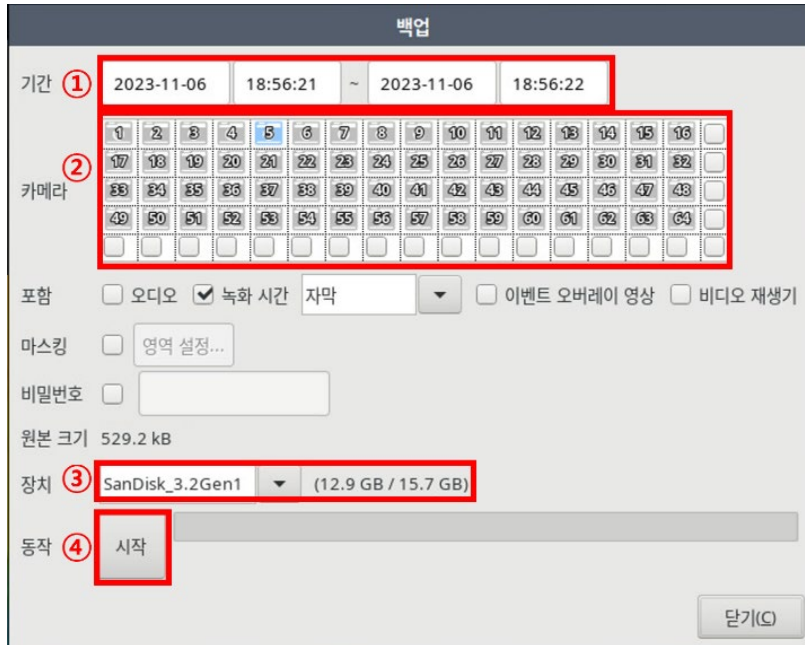 백업
기간 ① 2023-11-06 18:56:21 ~ 2023-11-06 18:56:22
1 2 3 4 5 6 7 8 9 10 11 12 13 14 15 16
17 18 19 20 21 22 23 24 25 26 27 28 29 30 31 32
②
카메라 33 34 35 36 37 38 39 40 41 42 43 44 45 46 47 48
49 50 51 52 53 54 55 56 57 58 59 60 61 62 63 64
포함 오디오 녹화 시간 자막 이벤트 오버레이 영상 비디오 재생기
마스킹 영역 설정...
비밀번호
원본 크기 529.2 kB
장치 ③ SanDisk_3.2Gen1 (12.9 GB / 15.7 GB)
동작 ④ 시작
닫기(C)